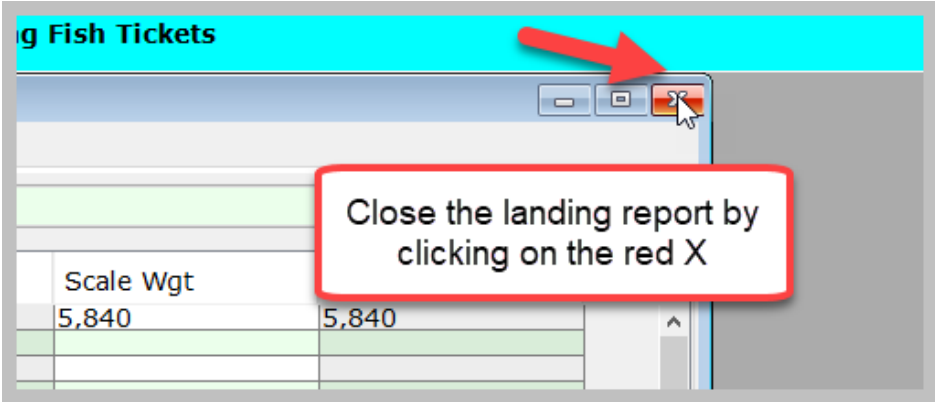 g Fish Tickets
Close the landing report by
clicking on the red X
Scale Wgt
5,840 5,840